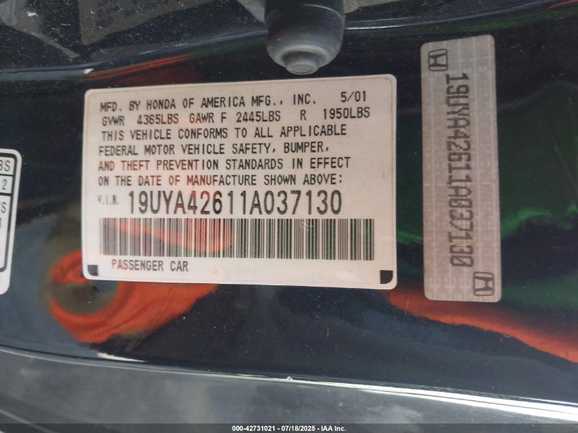 MFD. BY HONDA OF AMERICA MFG., INC. 5/01
GVWR 4365LBS GAWR F 2445LBS R 1950LBS
THIS VEHICLE CONFORMS TO ALL APPLICABLE
FEDERAL MOTOR VEHICLE SAFETY, BUMPER,
AND THEFT PREVENTION STANDARDS IN EFFECT
ON THE DATE OF MANUFACTURE SHOWN ABOVE:
V.I.N. 19UYA42611A037130
PASSENGER CAR
19UYA42611A037130
BS
2
S
000-42731021 - 07/18/2025 - IAA Inc.